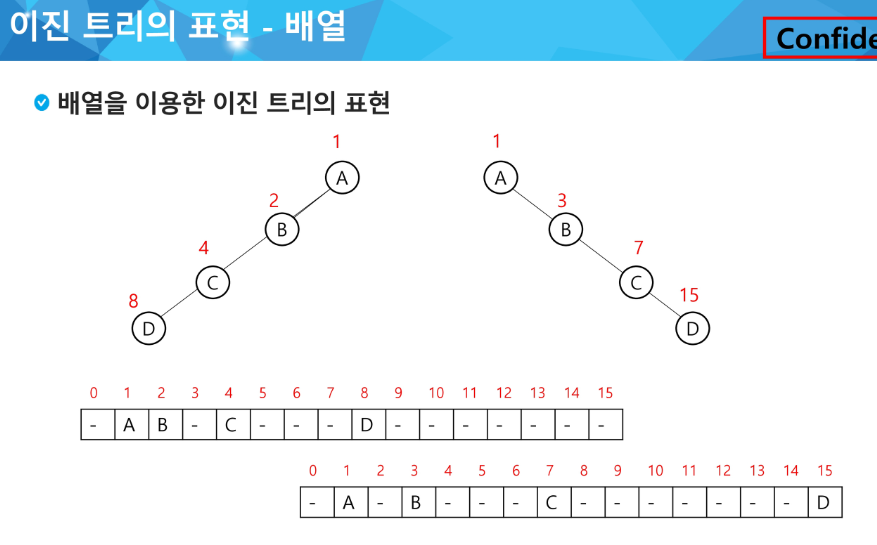 이진 트리의 표현 - 배열
Confide
배열을 이용한 이진 트리의 표현
1 1
A A
2 3
B B
4 7
C C
8 15
D D
0 1 2 3 4 5 6 7 8 9 10 11 12 13 14 15
- A B - C - - - D - - - - - - -
0 1 2 3 4 5 6 7 8 9 10 11 12 13 14 15
- A - B - - - C - - - - - - - D